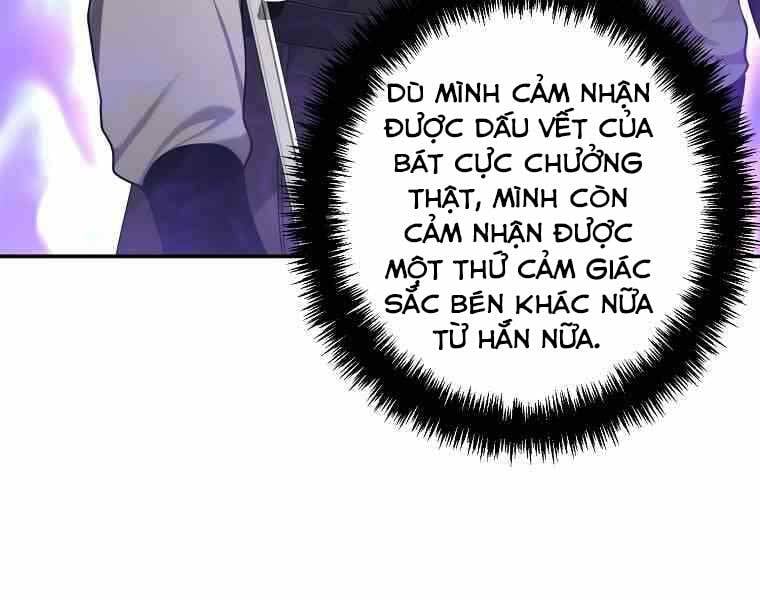 DÙ MÌNH CẢM NHẬN
ĐƯỢC DẤU VẾT CỦA
BÁT CỰC CHƯỞNG
THẬT, MÌNH CÒN
CẢM NHẬN ĐƯỢC
MỘT THỨ CẢM GIÁC
SẮC BÉN KHÁC NỮA
TỪ HẮN NỮA.